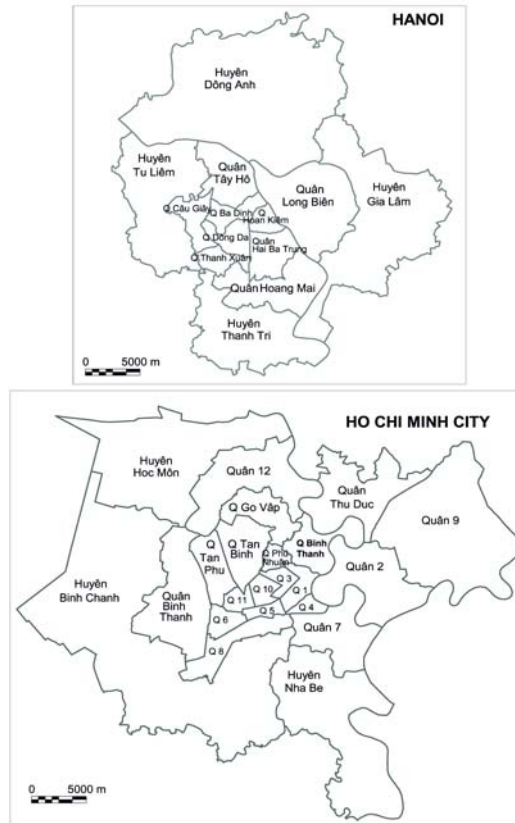 HANOI
Huyên
Dông Anh
Huyên
Tu Liêm
Quân
Tây Hô
Quân
Long Biên
Huyên
Gia Lâm
Q Câu Giây
Q Ba Dinh
Q
Hoan Kiêm
Q Dông Da
Quân
Hai Ba Trung
Q Thanh Xuân
Quân Hoang Mai
Huyên
Thanh Tri
0 5000 m
HO CHI MINH CITY
Huyên
Hoc Môn
Quân 12
Quân
Thu Duc
Quân 9
Q Go Vâp
Q
Tan
Phu
Q Tan
Binh
Q Phu
Nhuân
Q Binh
Thanh
Quân 2
Huyên
Binh Chanh
Quân
Binh
Thanh
Q 3
Q 10
Q 1
Q 11
Q 5
Q 4
Q 6
Quân 7
Q 8
Huyên
Nha Be
0 5000 m